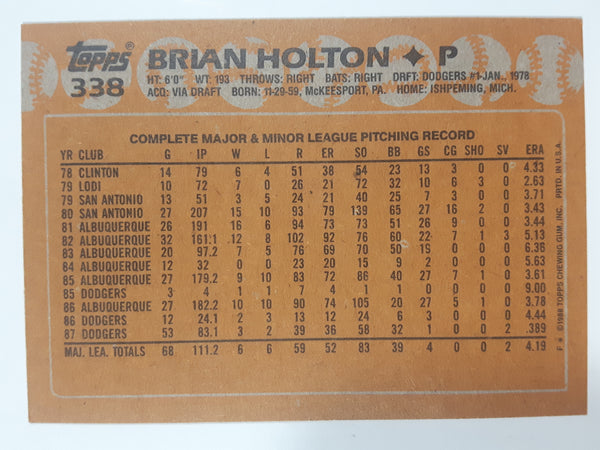 topps
338
BRIAN HOLTON ✦ P
HT: 6'0" WT: 193 THROWS: RIGHT BATS: RIGHT DRFT: DODGERS #1-JAN., 1978
ACQ: VIA DRAFT BORN: 11-29-59, McKEESPORT, PA. HOME: ISHPEMING, MICH.
COMPLETE MAJOR & MINOR LEAGUE PITCHING RECORD
YR CLUB G IP W L R ER SO BB GS CG SHO SV ERA
78 CLINTON 14 79 6 4 51 38 54 23 13 3 0 0 4.33
79 LODI 10 72 7 0 26 21 72 32 10 6 3 0 2.63
79 SAN ANTONIO 13 51 3 5 24 21 40 25 7 3 0 0 3.71
80 SAN ANTONIO 27 207 15 10 93 79 139 65 27 16 2 0 3.43
81 ALBUQUERQUE 26 191 16 6 94 73 73 51 26 9 0 0 3.44
82 ALBUQUERQUE 32 161.1 12 8 102 92 76 60 22 7 1 3 5.13
83 ALBUQUERQUE 20 97.2 7 5 76 69 70 50 19 0 0 0 6.36
84 ALBUQUERQUE 12 32 0 0 23 20 15 9 5 0 0 0 5.63
85 ALBUQUERQUE 27 179.2 9 10 83 72 86 40 27 7 1 0 3.61
85 DODGERS 3 4 1 1 7 4 1 1 0 0 0 0 9.00
86 ALBUQUERQUE 27 182.2 10 10 90 74 105 20 27 5 1 0 3.78
86 DODGERS 12 24.1 2 3 13 12 24 6 3 0 0 0 4.44
87 DODGERS 53 83.1 3 2 39 36 58 32 1 0 0 2 .389
MAJ. LEA. TOTALS 68 111.2 6 6 59 52 83 39 4 0 0 2 4.19
F ✱ ©1988 TOPPS CHEWING GUM, INC. PRTD. IN U.S.A.